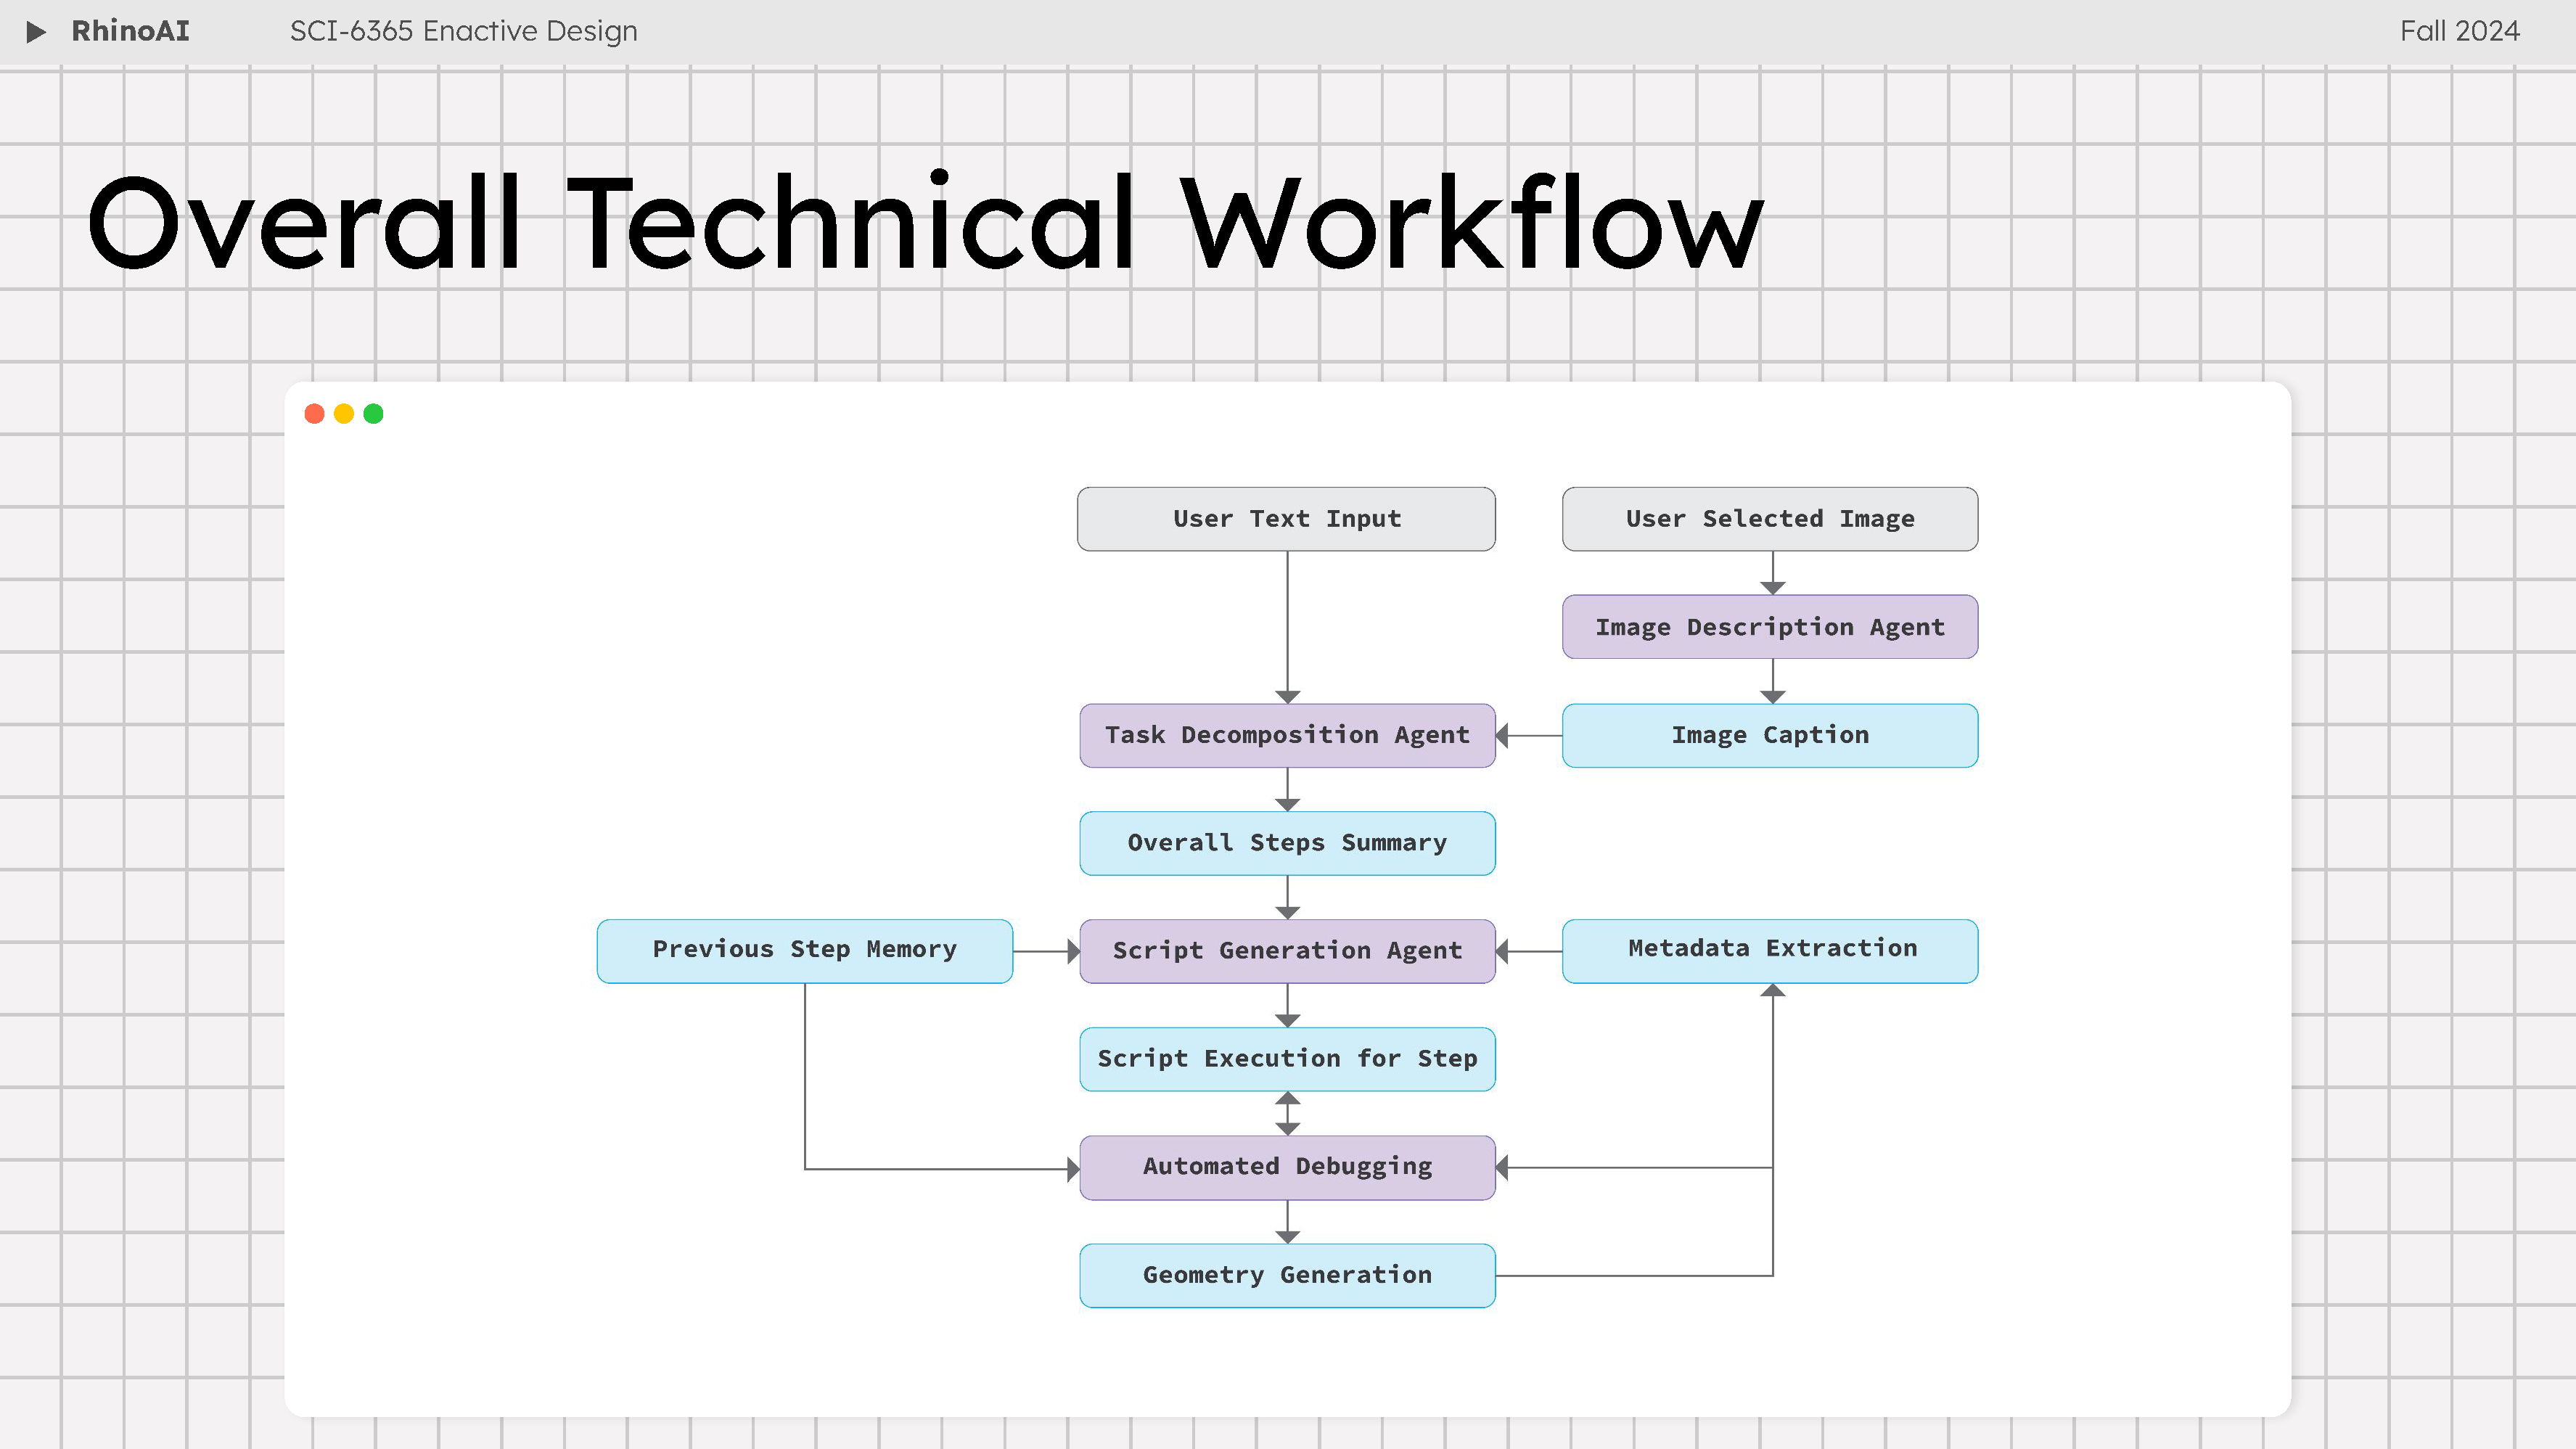 RhinoAI
SCI-6365 Enactive Design
Fall 2024
Overall Technical Workflow
User Text Input
User Selected Image
Image Description Agent
Task Decomposition Agent
Image Caption
Overall Steps Summary
Previous Step Memory
Script Generation Agent
Metadata Extraction
Script Execution for Step
Automated Debugging
Geometry Generation